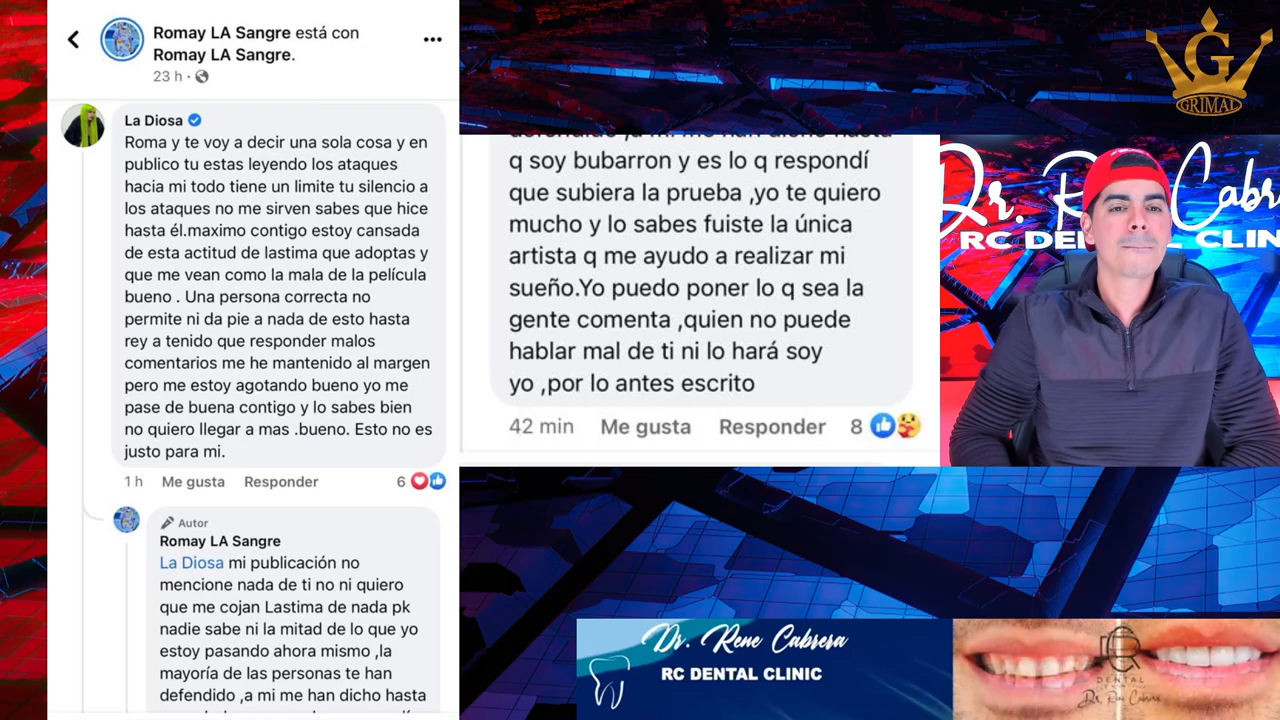 Romay LA Sangre está con
Romay LA Sangre.
23 h ·
La Diosa
Roma y te voy a decir una sola cosa y en
publico tu estas leyendo los ataques
hacia mi todo tiene un limite tu silencio a
los ataques no me sirven sabes que hice
hasta él.maximo contigo estoy cansada
de esta actitud de lastima que adoptas y
que me vean como la mala de la película
bueno . Una persona correcta no
permite ni da pie a nada de esto hasta
rey a tenido que responder malos
comentarios me he mantenido al margen
pero me estoy agotando bueno yo me
pase de buena contigo y lo sabes bien
no quiero llegar a mas .bueno. Esto no es
justo para mi.
1 h Me gusta Responder 6
Autor
Romay LA Sangre
La Diosa mi publicación no
mencione nada de ti no ni quiero
que me cojan Lastima de nada pk
nadie sabe ni la mitad de lo que yo
estoy pasando ahora mismo ,la
mayoría de las personas te han
defendido ,a mi me han dicho hasta
q soy bubarron y es lo q respondí
que subiera la prueba ,yo te quiero
mucho y lo sabes fuiste la única
artista q me ayudo a realizar mi
sueño.Yo puedo poner lo q sea la
gente comenta ,quien no puede
hablar mal de ti ni lo hará soy
yo ,por lo antes escrito
42 min Me gusta Responder 8
G
GRIMAL
Dr.
RC DEN
CLIN
Dr. Rene Cabrera
RC DENTAL CLINIC
DENTAL
Dr. Rene Cabrera